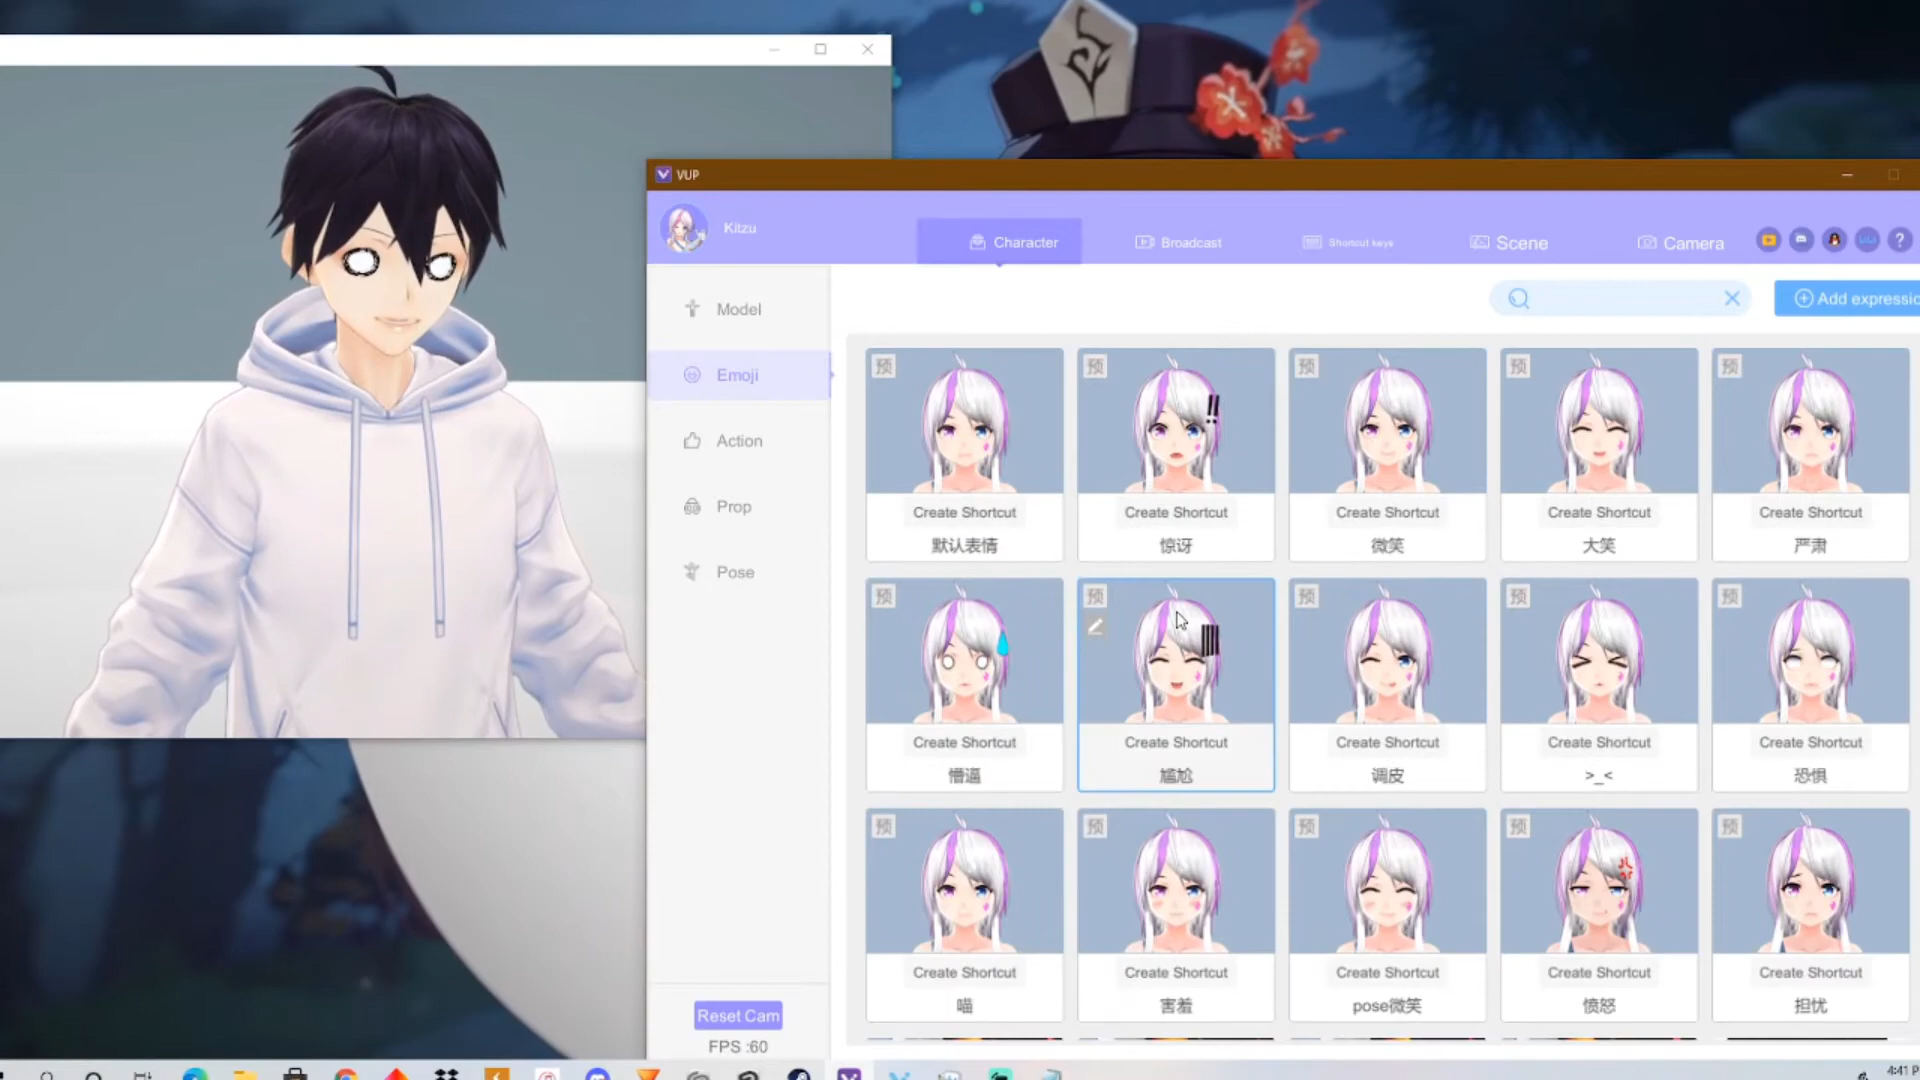 VUP
Kitzu
Character
Broadcast
Shortcut keys
Scene
Camera
?
Model
Emoji
Action
Prop
Pose
Add expressio
预
预
预
预
预
Create Shortcut
Create Shortcut
Create Shortcut
Create Shortcut
Create Shortcut
默认表情
惊讶
微笑
大笑
严肃
预
预
预
预
预
Create Shortcut
Create Shortcut
Create Shortcut
Create Shortcut
Create Shortcut
懵逼
尴尬
调皮
>_<
恐惧
预
预
预
预
预
Create Shortcut
Create Shortcut
Create Shortcut
Create Shortcut
Create Shortcut
喵
害羞
pose微笑
愤怒
担忧
Reset Cam
FPS :60
4:41 P